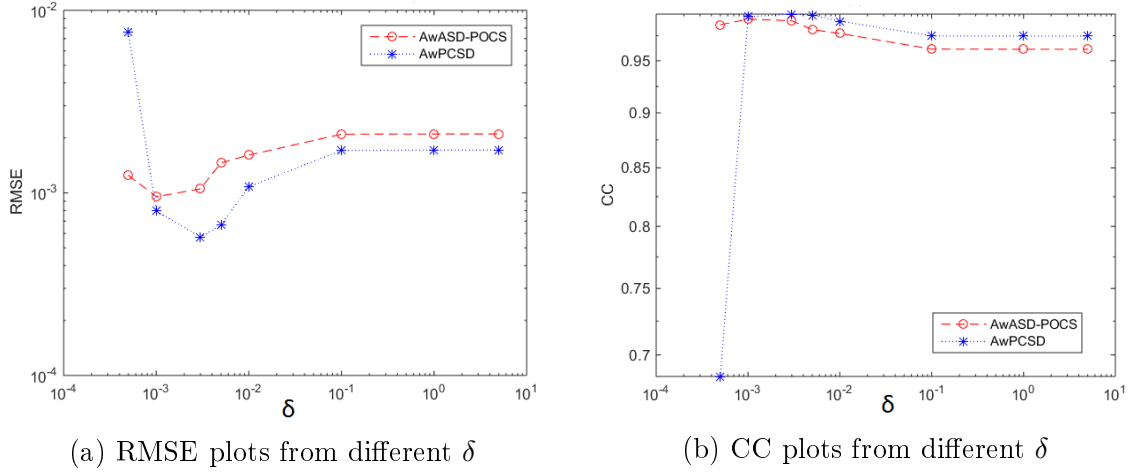 10^-2
10^-3
10^-4
RMSE
AwASD-POCS
AwPCSD
10^-4 10^-3 10^-2 10^-1 10^0 10^1
δ
(a) RMSE plots from different δ
0.95
0.9
0.85
0.8
0.75
0.7
CC
AwASD-POCS
AwPCSD
10^-4 10^-3 10^-2 10^-1 10^0 10^1
δ
(b) CC plots from different δ